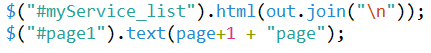 $("#myService_list").html(out.join("\n"));
$("#page1").text(page+1 + "page");